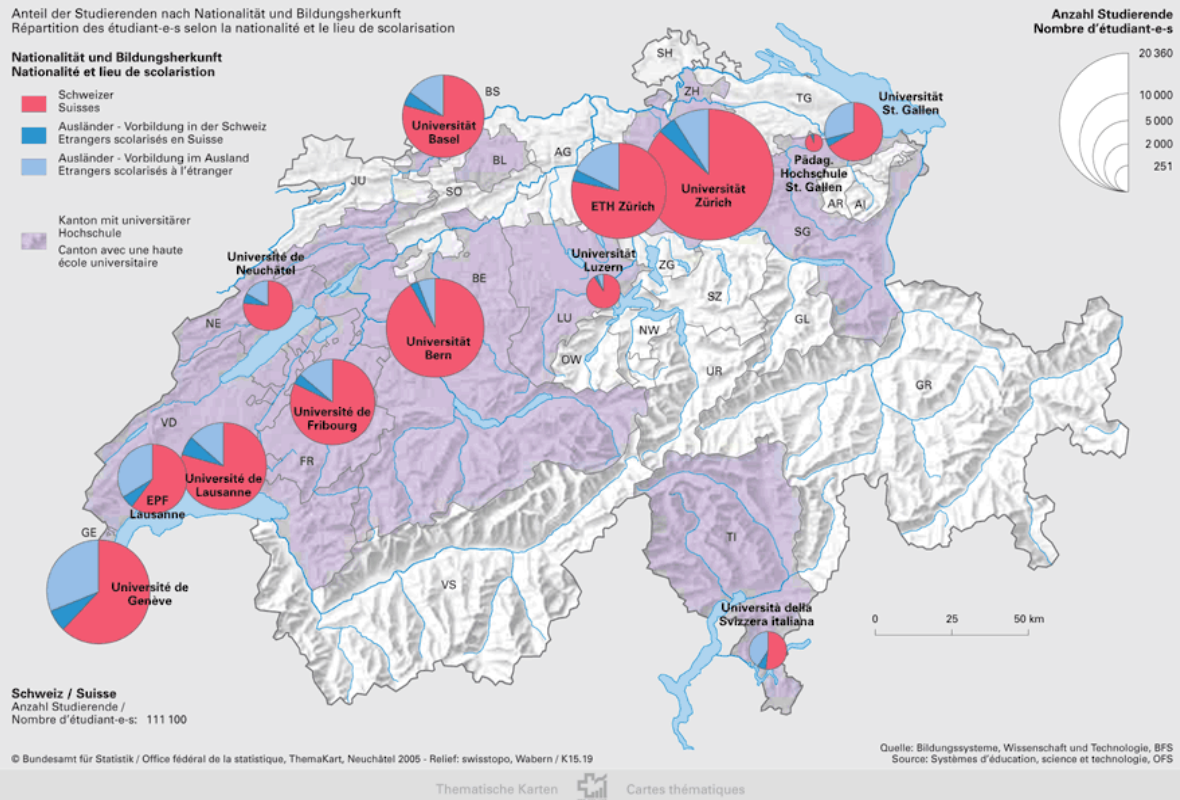 Anteil der Studierenden nach Nationalität und Bildungsherkunft
Répartition des étudiant-e-s selon la nationalité et le lieu de scolarisation
Nationalität und Bildungsherkunft
Nationalité et lieu de scolaristion
Schweizer
Suisses
Ausländer - Vorbildung in der Schweiz
Etrangers scolarisés en Suisse
Ausländer - Vorbildung im Ausland
Etrangers scolarisés à l'étranger
Kanton mit universitärer
Hochschule
Canton avec une haute
école universitaire
Anzahl Studierende
Nombre d'étudiant-e-s
20 360
10 000
5 000
2 000
251
SH
BS
ZH
TG
Universität
St. Gallen
Universität
Basel
BL
AG
JU
SO
Pädag.
Hochschule
St. Gallen
Universität
Zürich
ETH Zürich
AR
AI
SG
Université de
Neuchâtel
Universität
Luzern
ZG
BE
SZ
NE
LU
GL
NW
Universität
Bern
OW
UR
GR
Université de
Fribourg
VD
FR
Université de
Lausanne
EPF
Lausanne
GE
TI
Université de
Genève
VS
Università della
Svizzera italiana
0
25
50 km
Schweiz / Suisse
Anzahl Studierende /
Nombre d'étudiant-e-s: 111 100
© Bundesamt für Statistik / Office fédéral de la statistique, ThemaKart, Neuchâtel 2005 - Relief: swisstopo, Wabern / K15.19
Quelle: Bildungssysteme, Wissenschaft und Technologie, BFS
Source: Systèmes d'éducation, science et technologie, OFS
Thematische Karten
Cartes thématiques